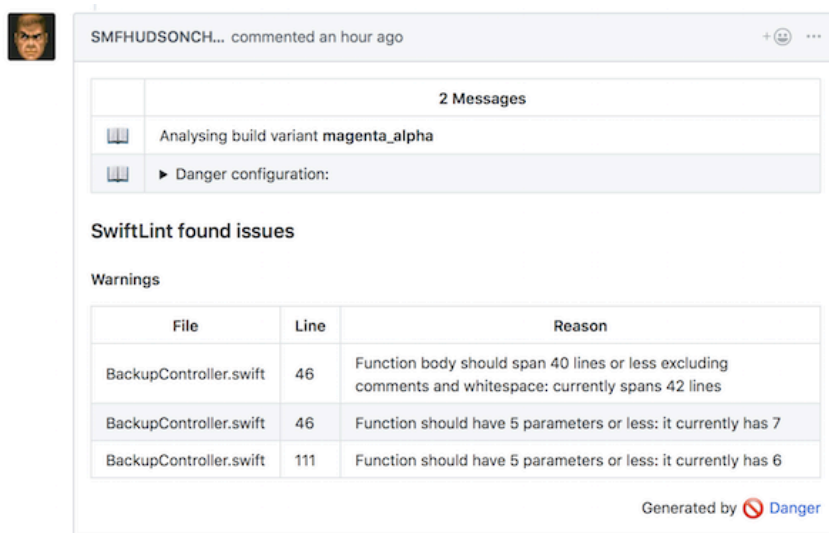 SMFHUDSONCH... commented an hour ago
2 Messages
Analysing build variant magenta_alpha
▶ Danger configuration:
SwiftLint found issues
Warnings
File Line Reason
BackupController.swift 46 Function body should span 40 lines or less excluding
comments and whitespace: currently spans 42 lines
BackupController.swift 46 Function should have 5 parameters or less: it currently has 7
BackupController.swift 111 Function should have 5 parameters or less: it currently has 6
Generated by 🚫 Danger